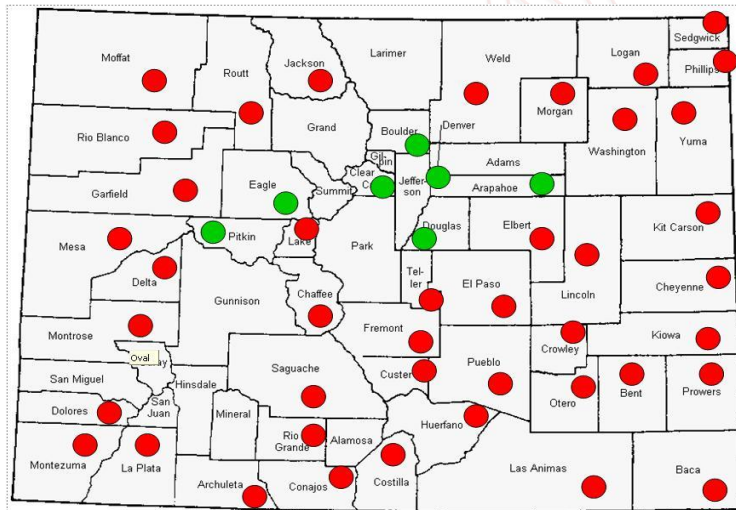 Sedgwick
Moffat
Routt
Jackson
Larimer
Weld
Logan
Phillips
Morgan
Rio Blanco
Grand
Boulder
Denver
Washington
Yuma
Gil-
pin
Adams
Clear
C
Jeffer-
son
Arapahoe
Garfield
Eagle
Summit
Mesa
Pitkin
Lake
Park
Douglas
Elbert
Kit Carson
Delta
Tel-
ler
El Paso
Lincoln
Cheyenne
Gunnison
Chaffee
Montrose
Fremont
Crowley
Kiowa
Oval
ay
San Miguel
Hinsdale
Saguache
Custer
Pueblo
Otero
Bent
Prowers
Dolores
San
Juan
Mineral
Rio
Grande
Alamosa
Huerfano
Montezuma
La Plata
Archuleta
Conajos
Costilla
Las Animas
Baca